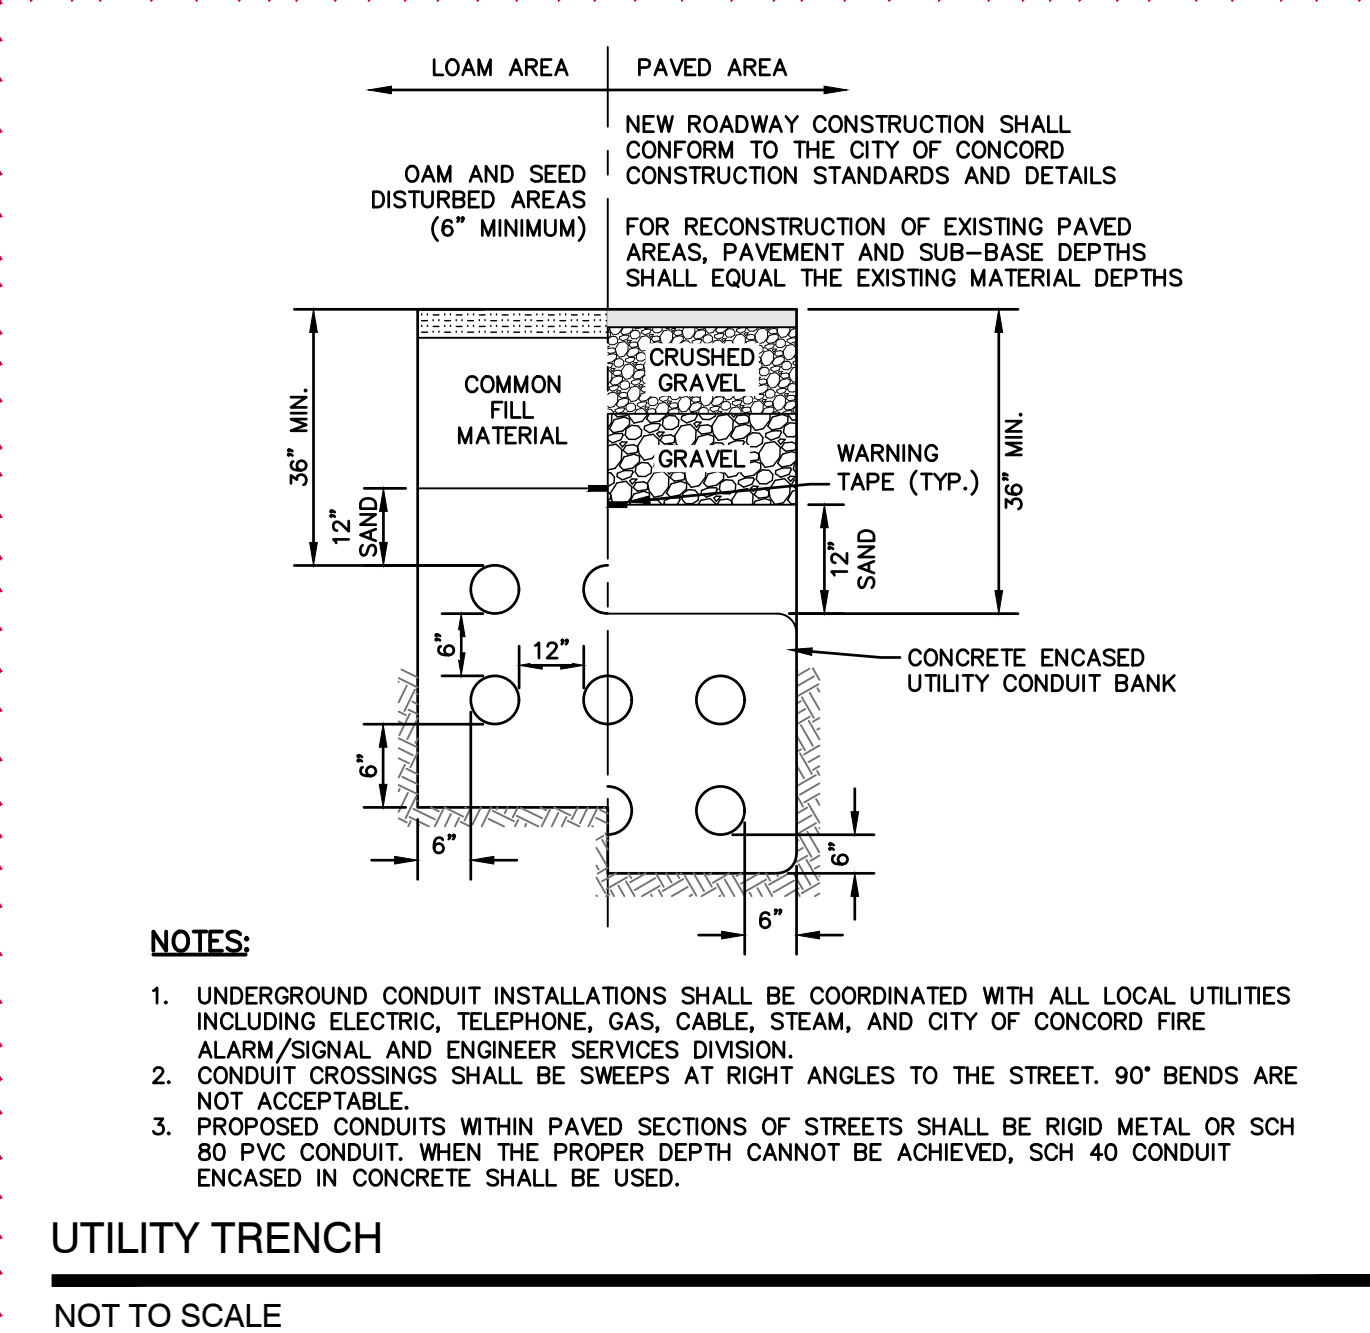 LOAM AREA
PAVED AREA
NEW ROADWAY CONSTRUCTION SHALL
CONFORM TO THE CITY OF CONCORD
CONSTRUCTION STANDARDS AND DETAILS
OAM AND SEED
DISTURBED AREAS
(6" MINIMUM)
FOR RECONSTRUCTION OF EXISTING PAVED
AREAS, PAVEMENT AND SUB-BASE DEPTHS
SHALL EQUAL THE EXISTING MATERIAL DEPTHS
36" MIN.
COMMON
FILL
MATERIAL
CRUSHED
GRAVEL
GRAVEL
WARNING
TAPE (TYP.)
36" MIN.
12"
SAND
12"
SAND
6"
12"
CONCRETE ENCASED
UTILITY CONDUIT BANK
6"
6"
6"
6"
NOTES:
1. UNDERGROUND CONDUIT INSTALLATIONS SHALL BE COORDINATED WITH ALL LOCAL UTILITIES
INCLUDING ELECTRIC, TELEPHONE, GAS, CABLE, STEAM, AND CITY OF CONCORD FIRE
ALARM/SIGNAL AND ENGINEER SERVICES DIVISION.
2. CONDUIT CROSSINGS SHALL BE SWEEPS AT RIGHT ANGLES TO THE STREET. 90° BENDS ARE
NOT ACCEPTABLE.
3. PROPOSED CONDUITS WITHIN PAVED SECTIONS OF STREETS SHALL BE RIGID METAL OR SCH
80 PVC CONDUIT. WHEN THE PROPER DEPTH CANNOT BE ACHIEVED, SCH 40 CONDUIT
ENCASED IN CONCRETE SHALL BE USED.
UTILITY TRENCH
NOT TO SCALE